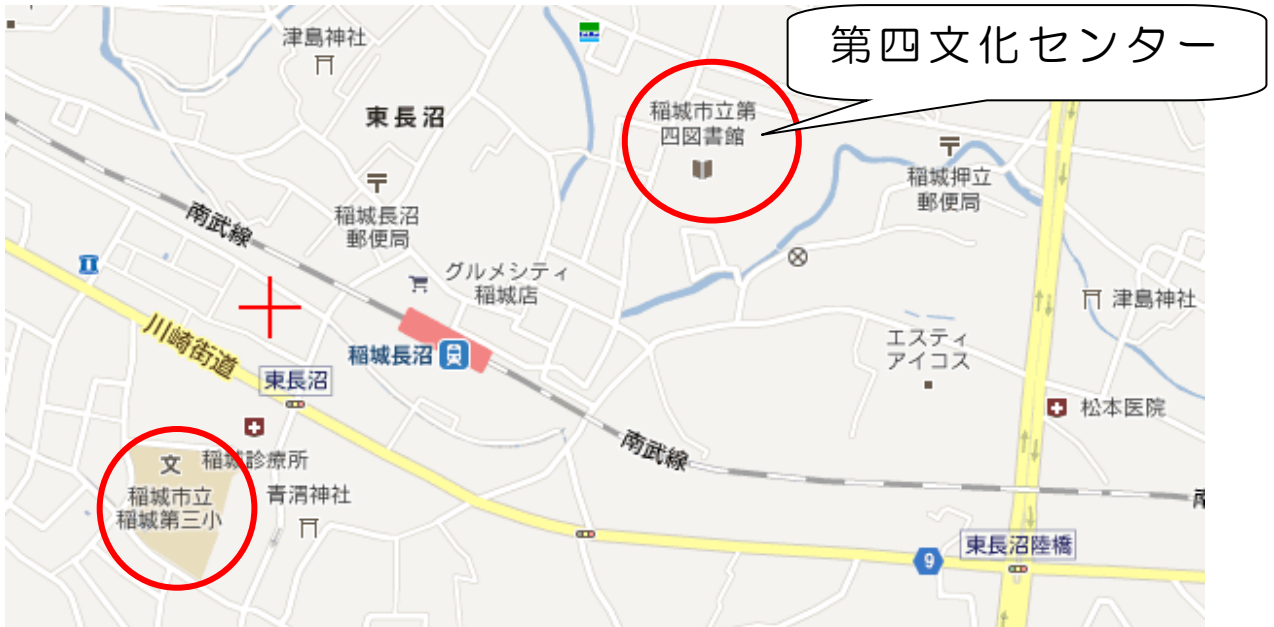 第四文化センター
津島神社
東長沼
稲城市立第
四図書館
稲城押立
郵便局
稲城長沼
郵便局
南武線
グルメシティ
稲城店
津島神社
川崎街道
稲城長沼
エスティ
アイコス
東長沼
松本医院
南武線
文
稲城診療所
稲城市立
稲城第三小
青渭神社
南
9
東長沼陸橋